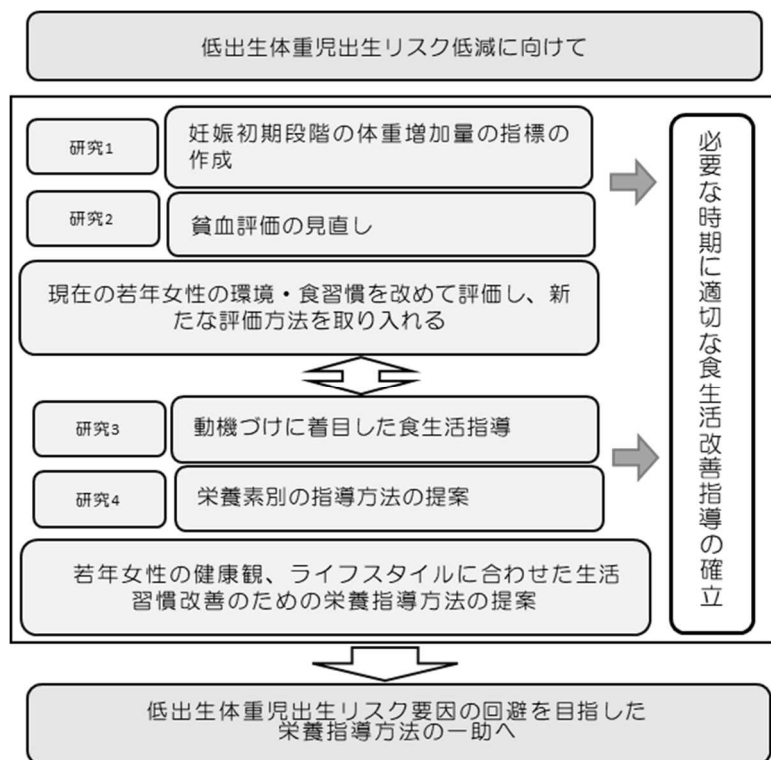 低出生体重児出生リスク低減に向けて
研究1
妊娠初期段階の体重増加量の指標の
作成
研究2
貧血評価の見直し
現在の若年女性の環境・食習慣を改めて評価し、新
たな評価方法を取り入れる
研究3
動機づけに着目した食生活指導
研究4
栄養素別の指導方法の提案
若年女性の健康観、ライフスタイルに合わせた生活
習慣改善のための栄養指導方法の提案
必要な時期に適切な食生活改善指導の確立
低出生体重児出生リスク要因の回避を目指した
栄養指導方法の一助へ